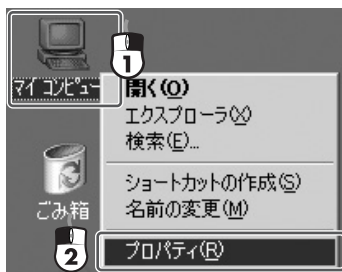 1
マイ コンピュー
開く(O)
エクスプローラ(X)
検索(E)...
ショートカットの作成(S)
名前の変更(M)
ごみ箱
2
プロパティ(R)